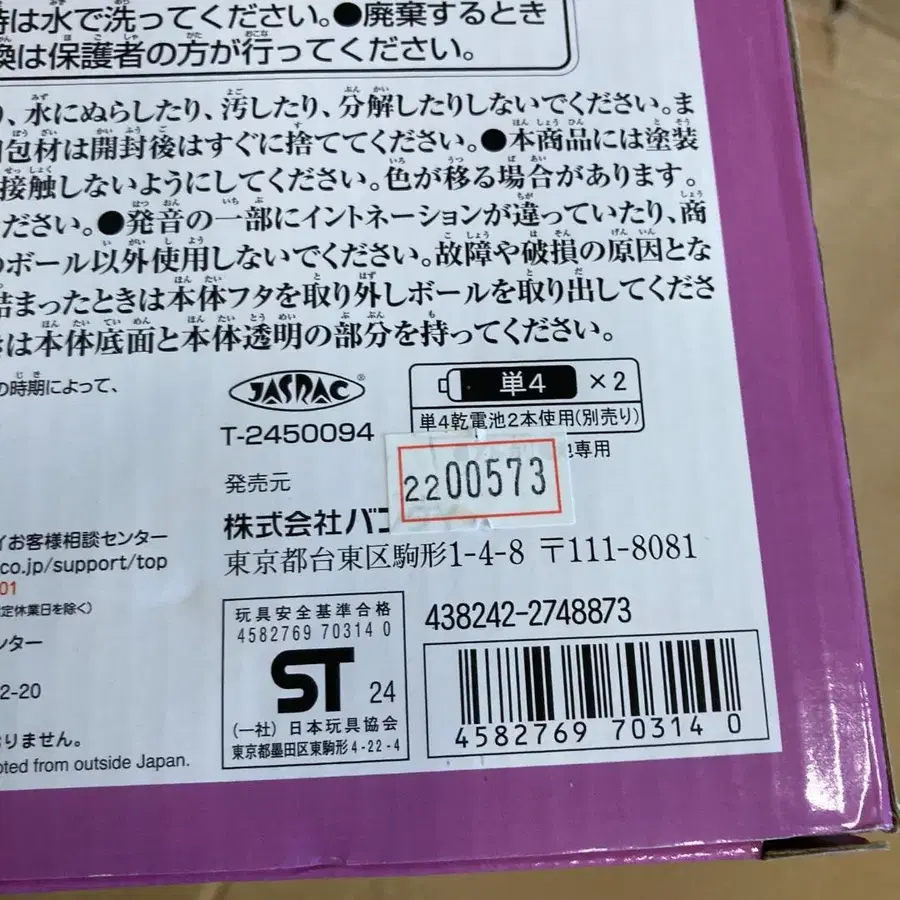 時は水で洗ってください。●廃棄するとき
換は保護者の方が行ってください。
、水にぬらしたり、汚したり、分解したりしないでください。ま
包材は開封後はすぐに捨ててください。●本商品には塗装
接触しないようにしてください。色が移る場合があります。
ださい。●発音の一部にイントネーションが違っていたり、商
のボール以外使用しないでください。故障や破損の原因とな
詰まったときは本体フタを取り外しボールを取り出してくださ
きは本体底面と本体透明の部分を持ってください。
の時期によって、
JASRAC®
T-2450094
単4 ×2
単4乾電池2本使用(別売り)
専用
2200573
発売元
株式会社バン
東京都台東区駒形1-4-8 〒111-8081
イお客様相談センター
.co.jp/support/top
01
定休業日を除く)
ンター
2-20
おりません。
oted from outside Japan.
玩具安全基準合格
4582769 70314 0
ST 24
(一社) 日本玩具協会
東京都墨田区東駒形4-22-4
438242-2748873
4582769 703140